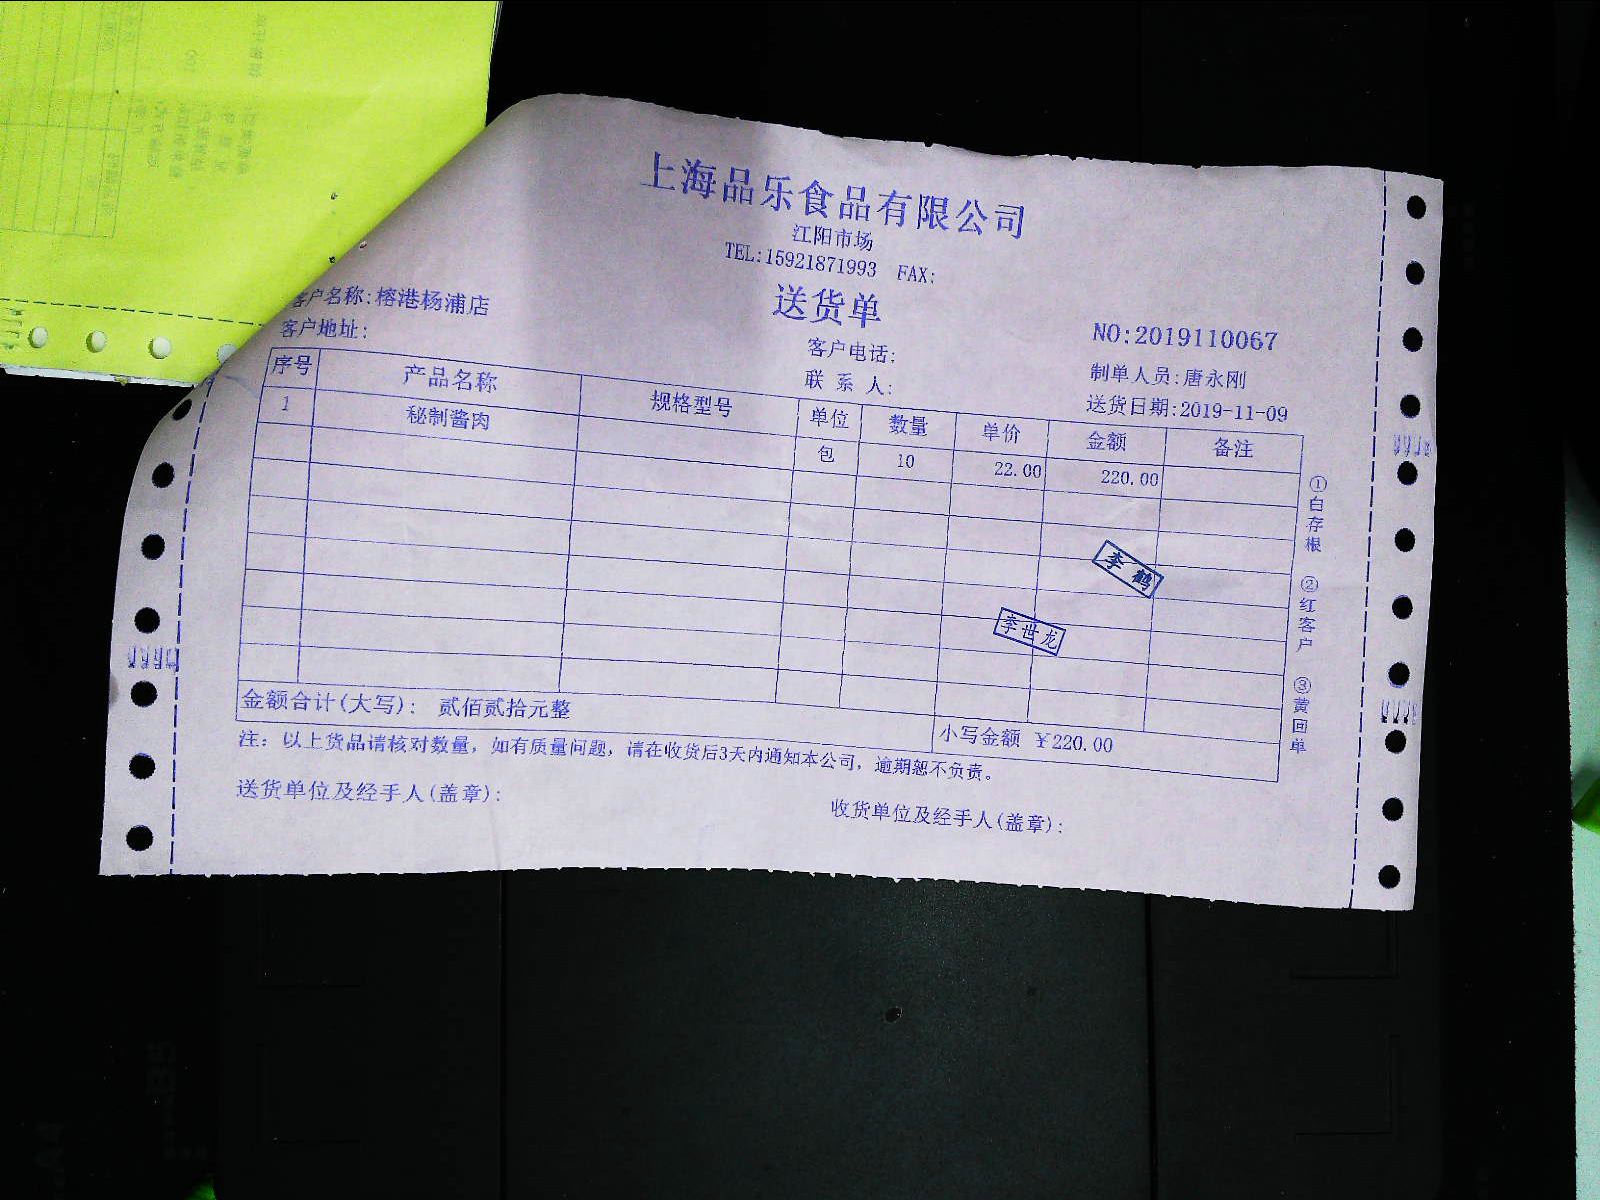 上海品乐食品有限公司
江阳市场
TEL:15921871993 FAX:
送货单
客户名称:榕港杨浦店
NO:2019110067
客户地址:
客户电话:
制单人员:唐永刚
联 系 人:
送货日期:2019-11-09
序号 产品名称 规格型号 单位 数量 单价 金额 备注
1 秘制酱肉 包 10 22.00 220.00
李鹤
李世龙
金额合计(大写): 贰佰贰拾元整 小写金额 ¥220.00
注: 以上货品请核对数量, 如有质量问题, 请在收货后3天内通知本公司, 逾期恕不负责。
送货单位及经手人(盖章):
收货单位及经手人(盖章):
①白存根 ②红客户 ③黄回单